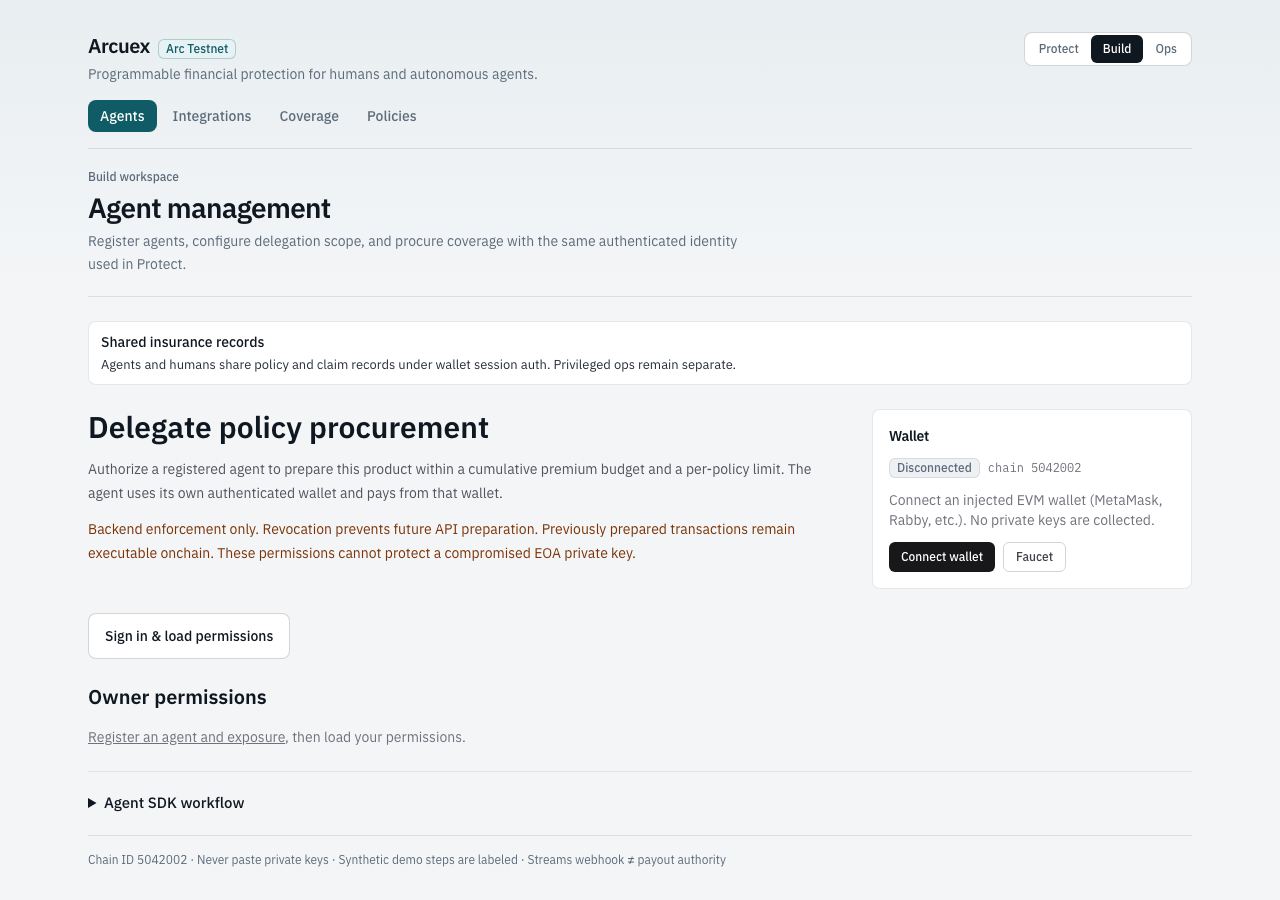 Arcuex Arc Testnet
Programmable financial protection for humans and autonomous agents.
Protect Build Ops
Agents Integrations Coverage Policies
Build workspace
Agent management
Register agents, configure delegation scope, and procure coverage with the same authenticated identity
used in Protect.
Shared insurance records
Agents and humans share policy and claim records under wallet session auth. Privileged ops remain separate.
Delegate policy procurement
Authorize a registered agent to prepare this product within a cumulative premium budget and a per-policy limit. The
agent uses its own authenticated wallet and pays from that wallet.
Backend enforcement only. Revocation prevents future API preparation. Previously prepared transactions remain
executable onchain. These permissions cannot protect a compromised EOA private key.
Wallet
Disconnected chain 5042002
Connect an injected EVM wallet (MetaMask,
Rabby, etc.). No private keys are collected.
Connect wallet Faucet
Sign in & load permissions
Owner permissions
Register an agent and exposure, then load your permissions.
Agent SDK workflow
Chain ID 5042002 · Never paste private keys · Synthetic demo steps are labeled · Streams webhook ≠ payout authority